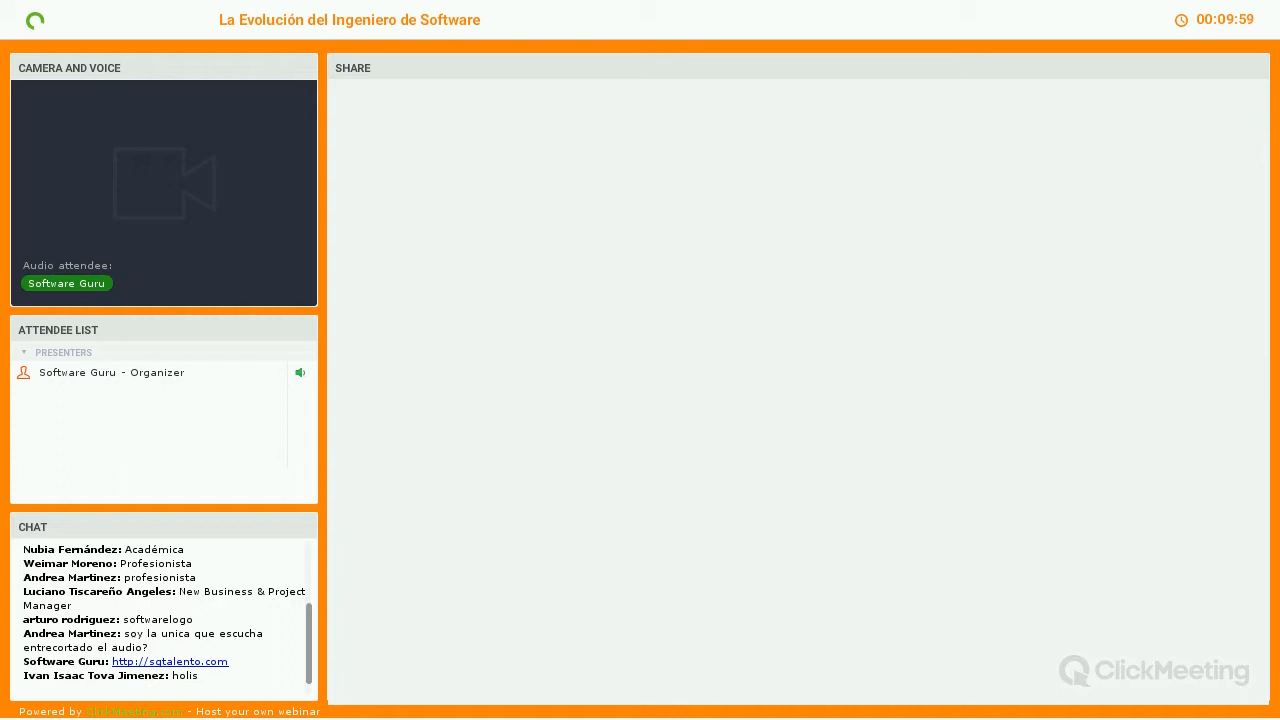 La Evolución del Ingeniero de Software
00:09:59
CAMERA AND VOICE
Audio attendee:
Software Guru
ATTENDEE LIST
PRESENTERS
Software Guru - Organizer
CHAT
Nubia Fernández: Académica
Weimar Moreno: Profesionista
Andrea Martinez: profesionista
Luciano Tiscareño Angeles: New Business & Project
Manager
arturo rodriguez: softwarelogo
Andrea Martinez: soy la unica que escucha
entrecortado el audio?
Software Guru: http://sgtalento.com
Ivan Isaac Tova Jimenez: holis
Powered by ClickMeeting.com - Host your own webinar
SHARE
ClickMeeting